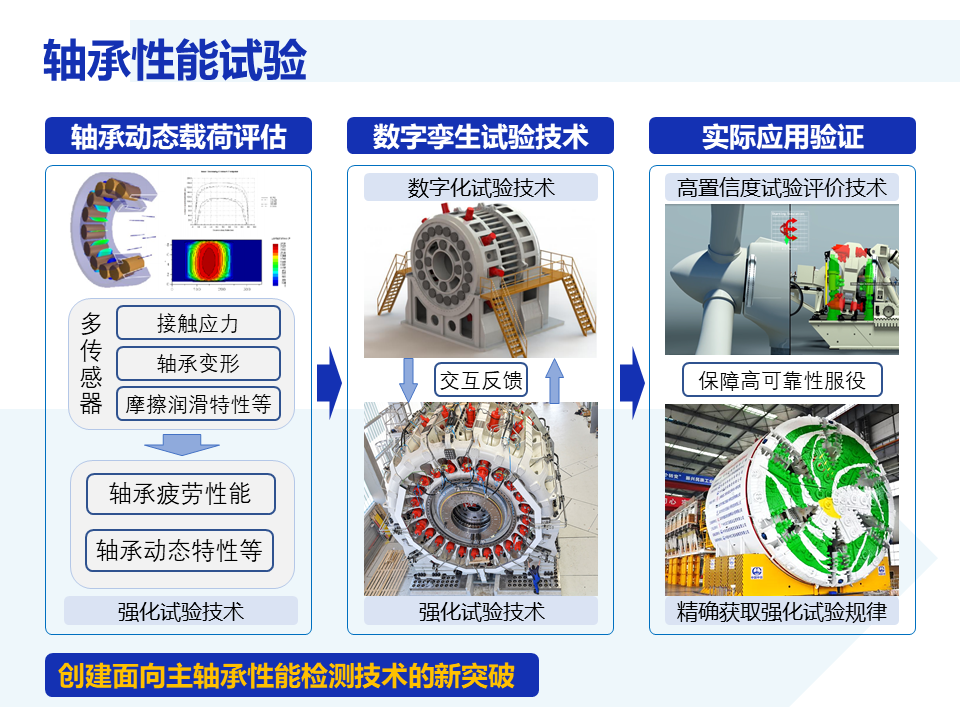 轴承性能试验
轴承动态载荷评估
多传感器
接触应力
轴承变形
摩擦润滑特性等
轴承疲劳性能
轴承动态特性等
强化试验技术
数字孪生试验技术
数字化试验技术
交互反馈
强化试验技术
实际应用验证
高置信度试验评价技术
保障高可靠性服役
精确获取强化试验规律
创建面向主轴承性能检测技术的新突破